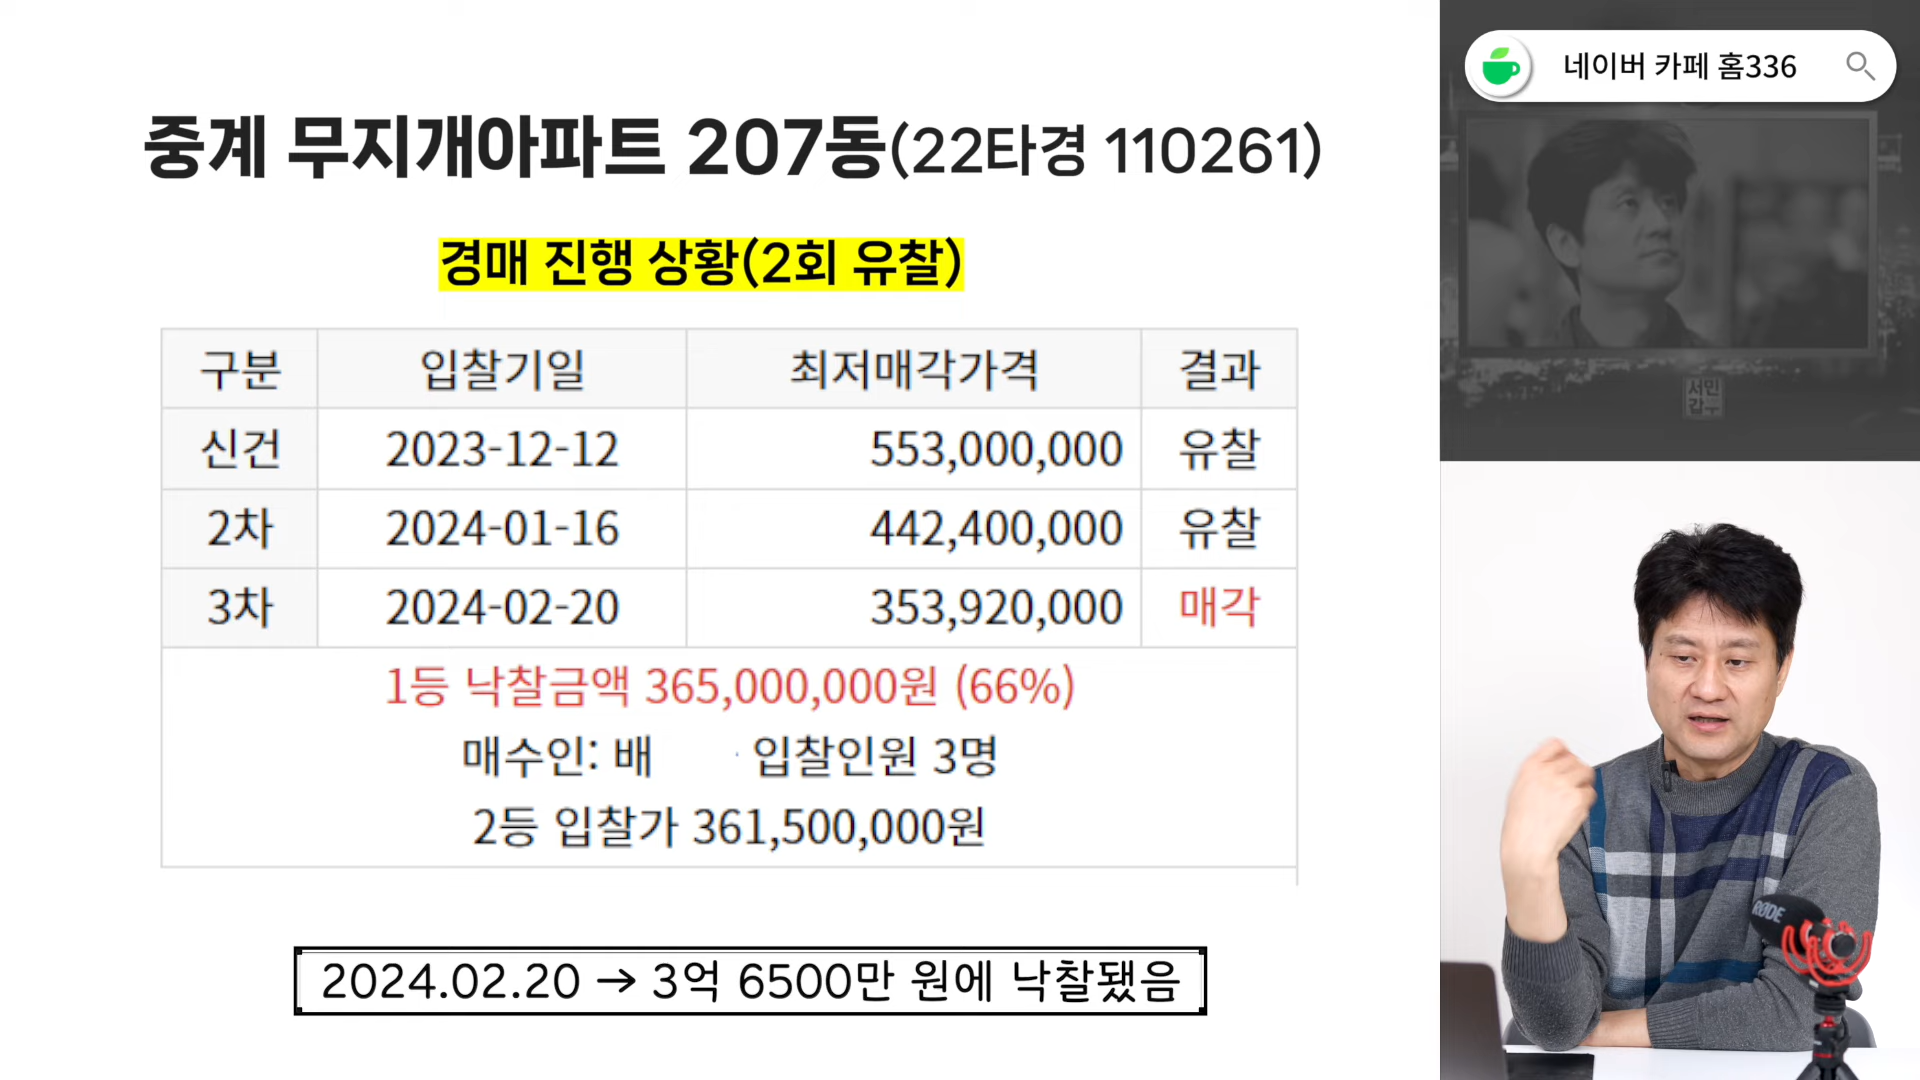 중계 무지개아파트 207동(22타경 110261)
경매 진행 상황(2회 유찰)
구분 입찰기일 최저매각가격 결과
신건 2023-12-12 553,000,000 유찰
2차 2024-01-16 442,400,000 유찰
3차 2024-02-20 353,920,000 매각
1등 낙찰금액 365,000,000원 (66%)
매수인: 배 입찰인원 3명
2등 입찰가 361,500,000원
2024.02.20 → 3억 6500만 원에 낙찰됐음
네이버 카페 홈336
서민
갑부
RØDE